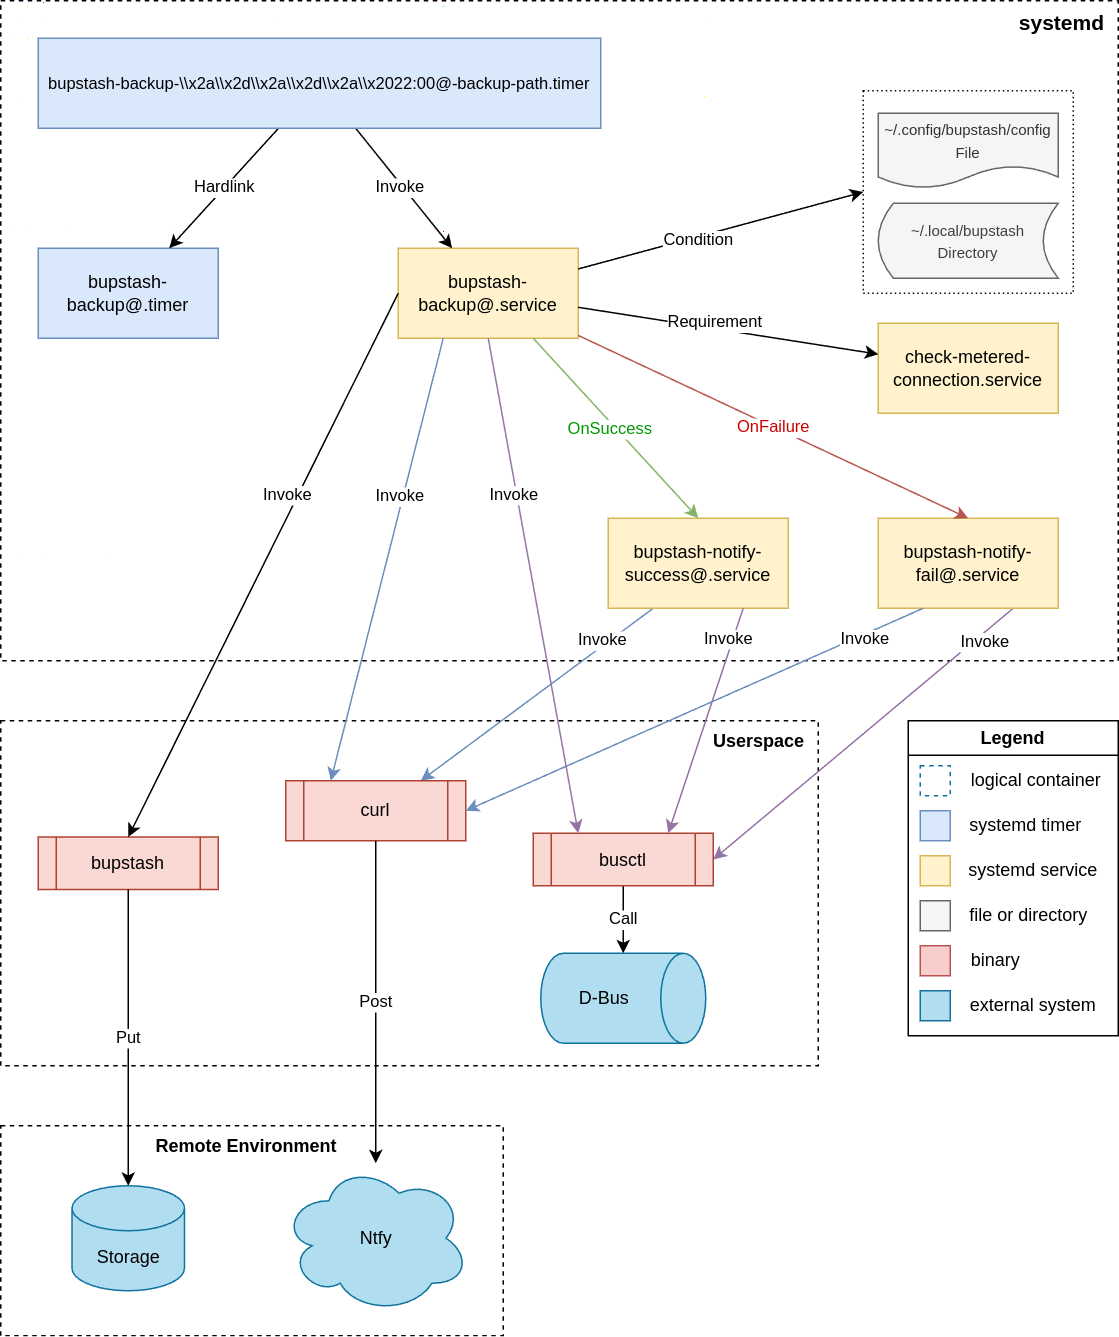 systemd
bupstash-backup-\\x2a\\x2d\\x2a\\x2d\\x2a\\x2022:00@-backup-path.timer
~/.config/bupstash/config
File
Hardlink
Invoke
~/.local/bupstash
Directory
Condition
bupstash-
backup@.timer
bupstash-
backup@.service
Requirement
check-metered-
connection.service
OnSuccess
OnFailure
Invoke
Invoke
Invoke
bupstash-notify-
success@.service
bupstash-notify-
fail@.service
Invoke
Invoke
Invoke
Invoke
Userspace
Legend
logical container
systemd timer
systemd service
file or directory
binary
external system
curl
bupstash
busctl
Call
D-Bus
Post
Put
Remote Environment
Storage
Ntfy